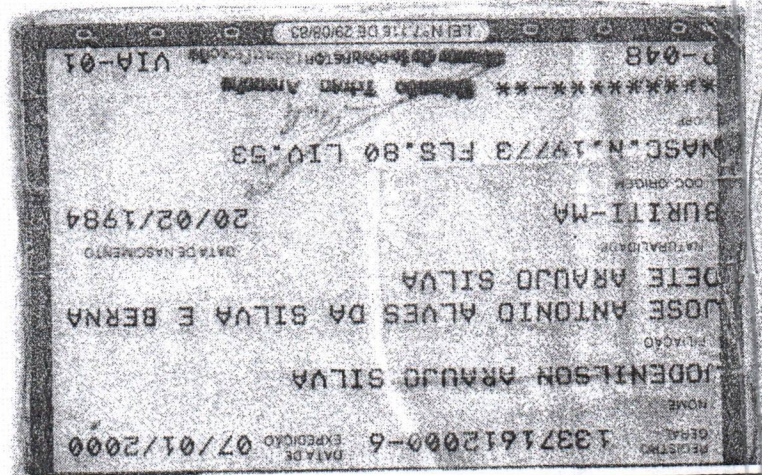 REGISTRO GERAL 13371612000-6 DATA DE EXPEDIÇÃO 07/01/2000
NOME
JODENILSON ARAUJO SILVA
FILIAÇÃO
JOSE ANTONIO ALVES DA SILVA E BERNA
DETE ARAUJO SILVA
NATURALIDADE DATA DE NASCIMENTO
BURITI-MA 20/02/1984
DOC ORIGEM
NASC.N.19773 FLS.80 LIV.53
CPF
*********-**
P-048 VIA-01
LEI Nº 7.116 DE 29/08/83